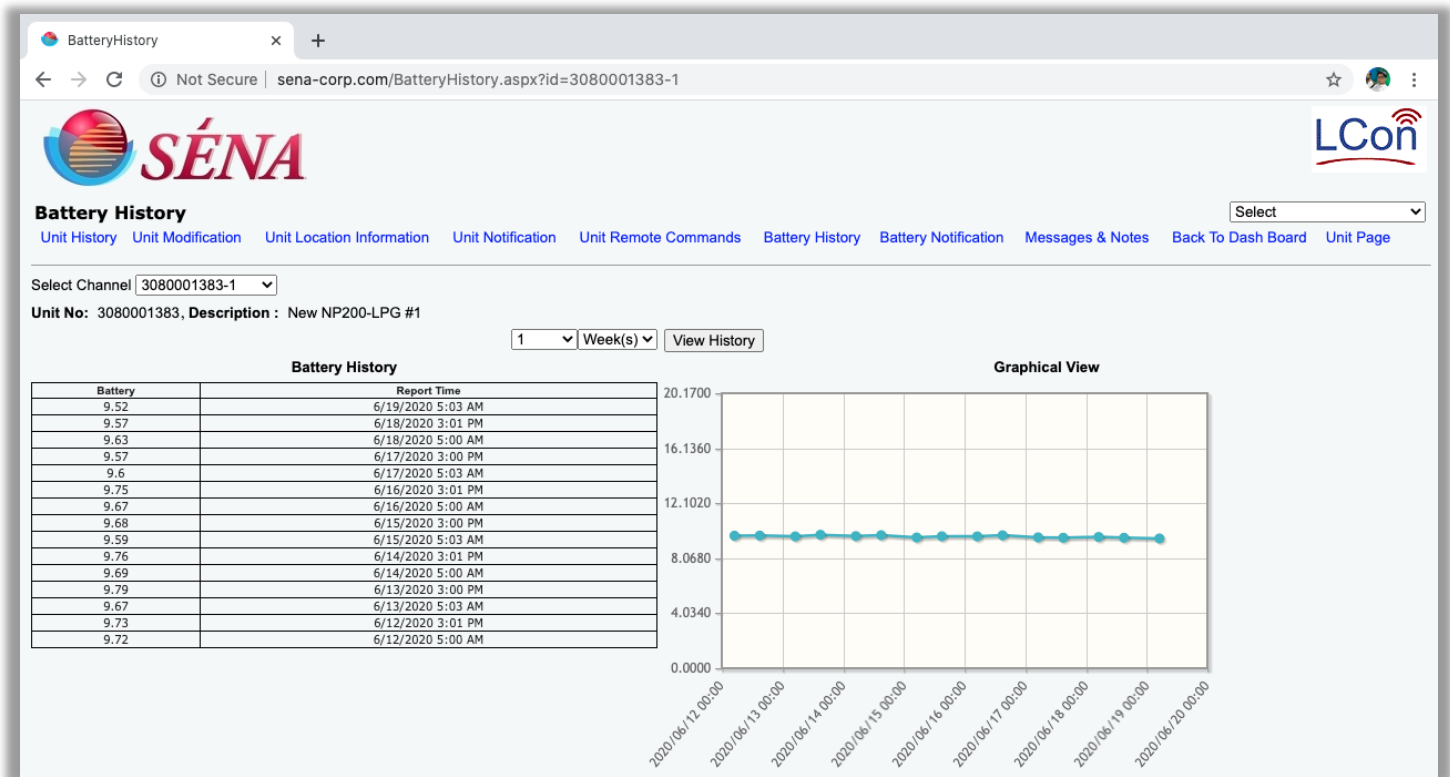 BatteryHistory
Not Secure | sena-corp.com/BatteryHistory.aspx?id=3080001383-1
SÉNA
LCon
Battery History
Select
Unit History Unit Modification Unit Location Information Unit Notification Unit Remote Commands Battery History Battery Notification Messages & Notes Back To Dash Board Unit Page
Select Channel 3080001383-1
Unit No: 3080001383, Description : New NP200-LPG #1
1 Week(s) View History
Battery History
Battery Report Time
9.52 6/19/2020 5:03 AM
9.57 6/18/2020 3:01 PM
9.63 6/18/2020 5:00 AM
9.57 6/17/2020 3:00 PM
9.6 6/17/2020 5:03 AM
9.75 6/16/2020 3:01 PM
9.67 6/16/2020 5:00 AM
9.68 6/15/2020 3:00 PM
9.59 6/15/2020 5:03 AM
9.76 6/14/2020 3:01 PM
9.69 6/14/2020 5:00 AM
9.79 6/13/2020 3:00 PM
9.67 6/13/2020 5:03 AM
9.73 6/12/2020 3:01 PM
9.72 6/12/2020 5:00 AM
Graphical View
20.1700
16.1360
12.1020
8.0680
4.0340
0.0000
2020/06/12 00:00
2020/06/13 00:00
2020/06/14 00:00
2020/06/15 00:00
2020/06/16 00:00
2020/06/17 00:00
2020/06/18 00:00
2020/06/19 00:00
2020/06/20 00:00